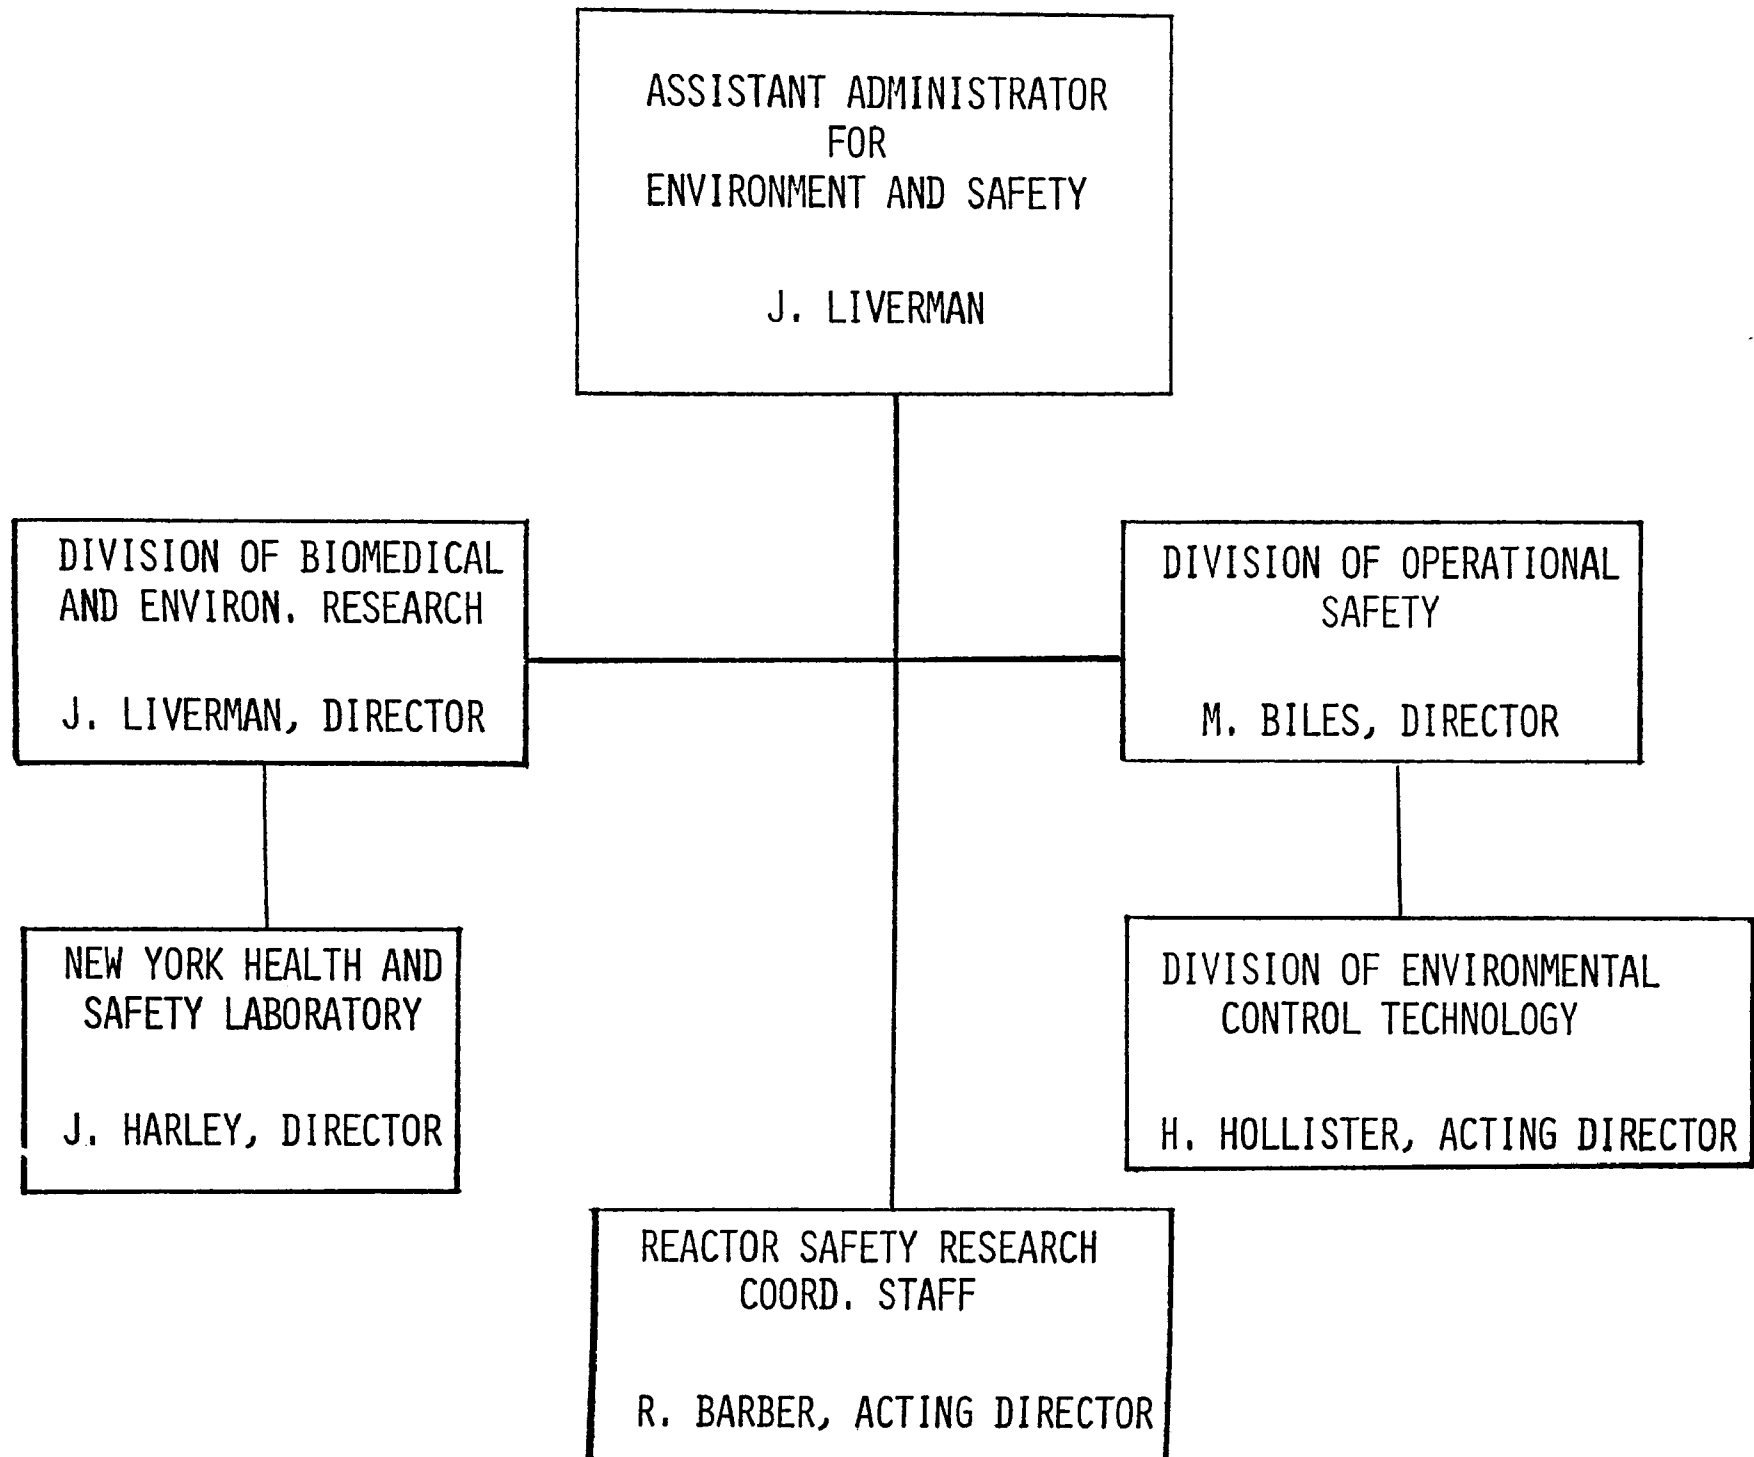 ASSISTANT ADMINISTRATOR
FOR
ENVIRONMENT AND SAFETY
J. LIVERMAN
DIVISION OF BIOMEDICAL
AND ENVIRON. RESEARCH
J. LIVERMAN, DIRECTOR
DIVISION OF OPERATIONAL
SAFETY
M. BILES, DIRECTOR
NEW YORK HEALTH AND
SAFETY LABORATORY
J. HARLEY, DIRECTOR
DIVISION OF ENVIRONMENTAL
CONTROL TECHNOLOGY
H. HOLLISTER, ACTING DIRECTOR
REACTOR SAFETY RESEARCH
COORD. STAFF
R. BARBER, ACTING DIRECTOR